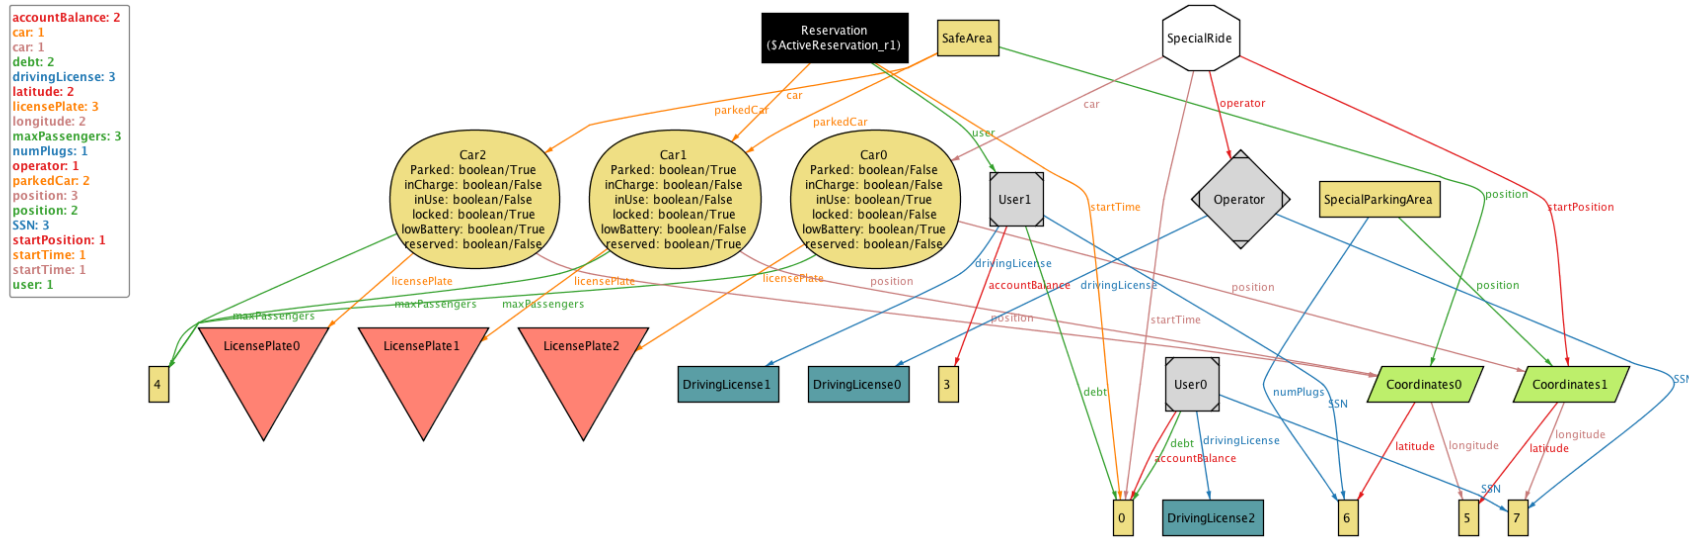 accountBalance: 2
car: 1
car: 1
debt: 2
drivingLicense: 3
latitude: 2
licensePlate: 3
longitude: 2
maxPassengers: 3
numPlugs: 1
operator: 1
parkedCar: 2
position: 3
position: 2
SSN: 3
startPosition: 1
startTime: 1
startTime: 1
user: 1
Reservation
($ActiveReservation_r1)
SafeArea
SpecialRide
car
parkedCar
parkedCar
car
operator
user
Car2
Parked: boolean/True
inCharge: boolean/False
inUse: boolean/False
locked: boolean/True
lowBattery: boolean/True
reserved: boolean/False
Car1
Parked: boolean/True
inCharge: boolean/False
inUse: boolean/False
locked: boolean/True
lowBattery: boolean/False
reserved: boolean/True
Car0
Parked: boolean/False
inCharge: boolean/False
inUse: boolean/True
locked: boolean/False
lowBattery: boolean/True
reserved: boolean/False
User1
Operator
SpecialParkingArea
position
startTime
startPosition
drivingLicense
licensePlate
position
licensePlate
licensePlate
accountBalance
drivingLicense
position
position
maxPassengers
maxPassengers
maxPassengers
position
startTime
LicensePlate0
LicensePlate1
LicensePlate2
4
DrivingLicense1
DrivingLicense0
3
User0
Coordinates0
Coordinates1
SSN
debt
numPlugs
SSN
debt
drivingLicense
accountBalance
latitude
longitude
latitude
longitude
SSN
0
DrivingLicense2
6
5
7